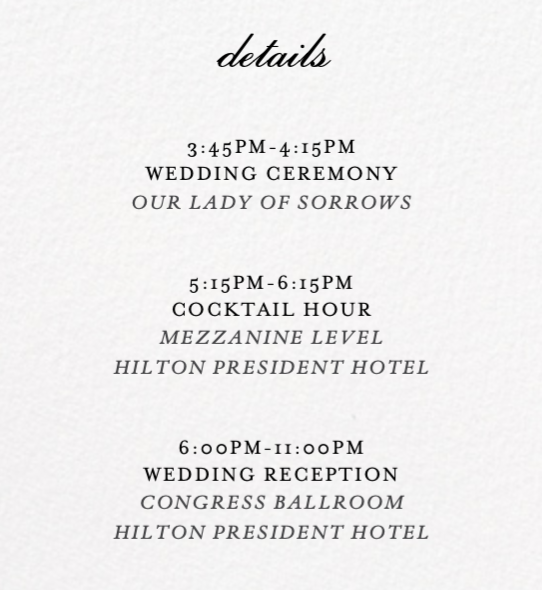 details
3:45PM-4:15PM
WEDDING CEREMONY
OUR LADY OF SORROWS
5:15PM-6:15PM
COCKTAIL HOUR
MEZZANINE LEVEL
HILTON PRESIDENT HOTEL
6:00PM-11:00PM
WEDDING RECEPTION
CONGRESS BALLROOM
HILTON PRESIDENT HOTEL